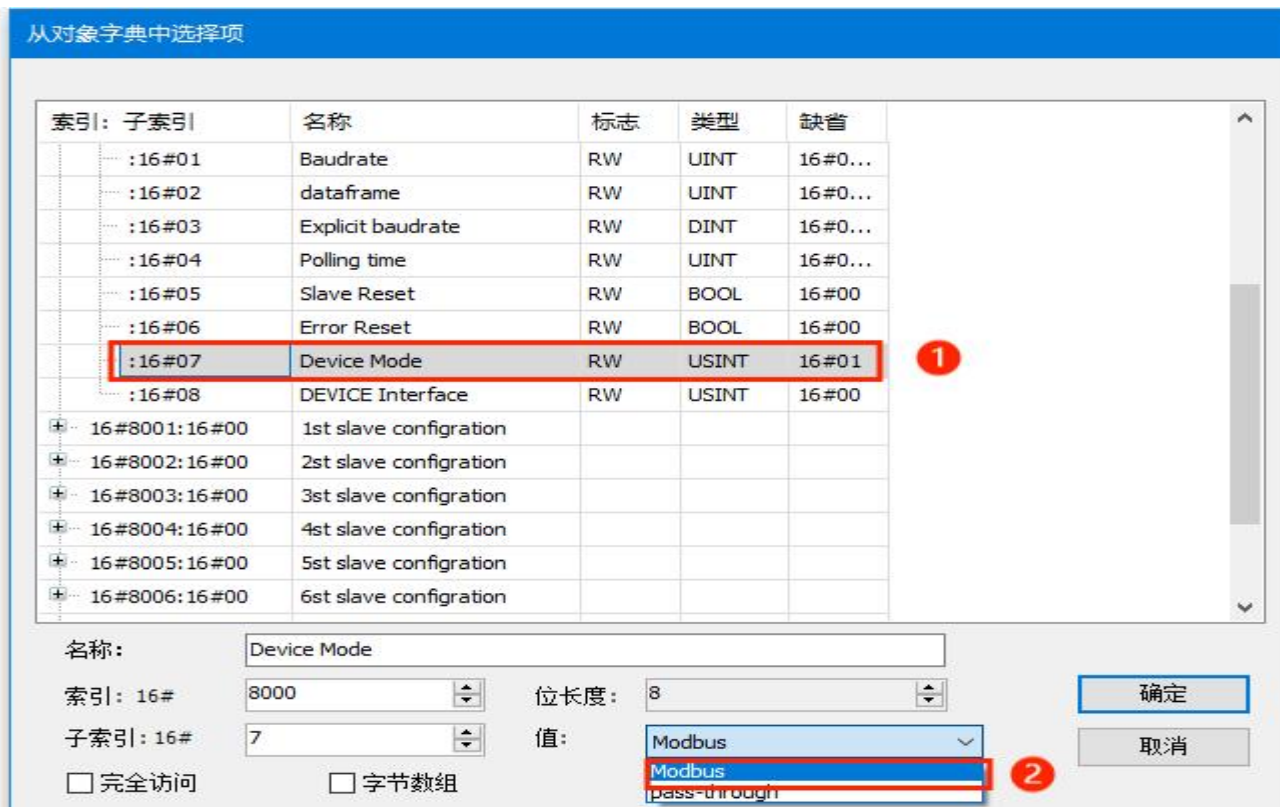 从对象字典中选择项
索引：子索引 名称 标志 类型 缺省
:16#01 Baudrate RW UINT 16#0...
:16#02 dataframe RW UINT 16#0...
:16#03 Explicit baudrate RW DINT 16#0...
:16#04 Polling time RW UINT 16#0...
:16#05 Slave Reset RW BOOL 16#00
:16#06 Error Reset RW BOOL 16#00
:16#07 Device Mode RW USINT 16#01 1
:16#08 DEVICE Interface RW USINT 16#00
16#8001:16#00 1st slave configration
16#8002:16#00 2st slave configration
16#8003:16#00 3st slave configration
16#8004:16#00 4st slave configration
16#8005:16#00 5st slave configration
16#8006:16#00 6st slave configration
名称： Device Mode
索引：16# 8000 位长度： 8 确定
子索引：16# 7 值： Modbus 取消
Modbus 2
完全访问 字节数组 pass-through